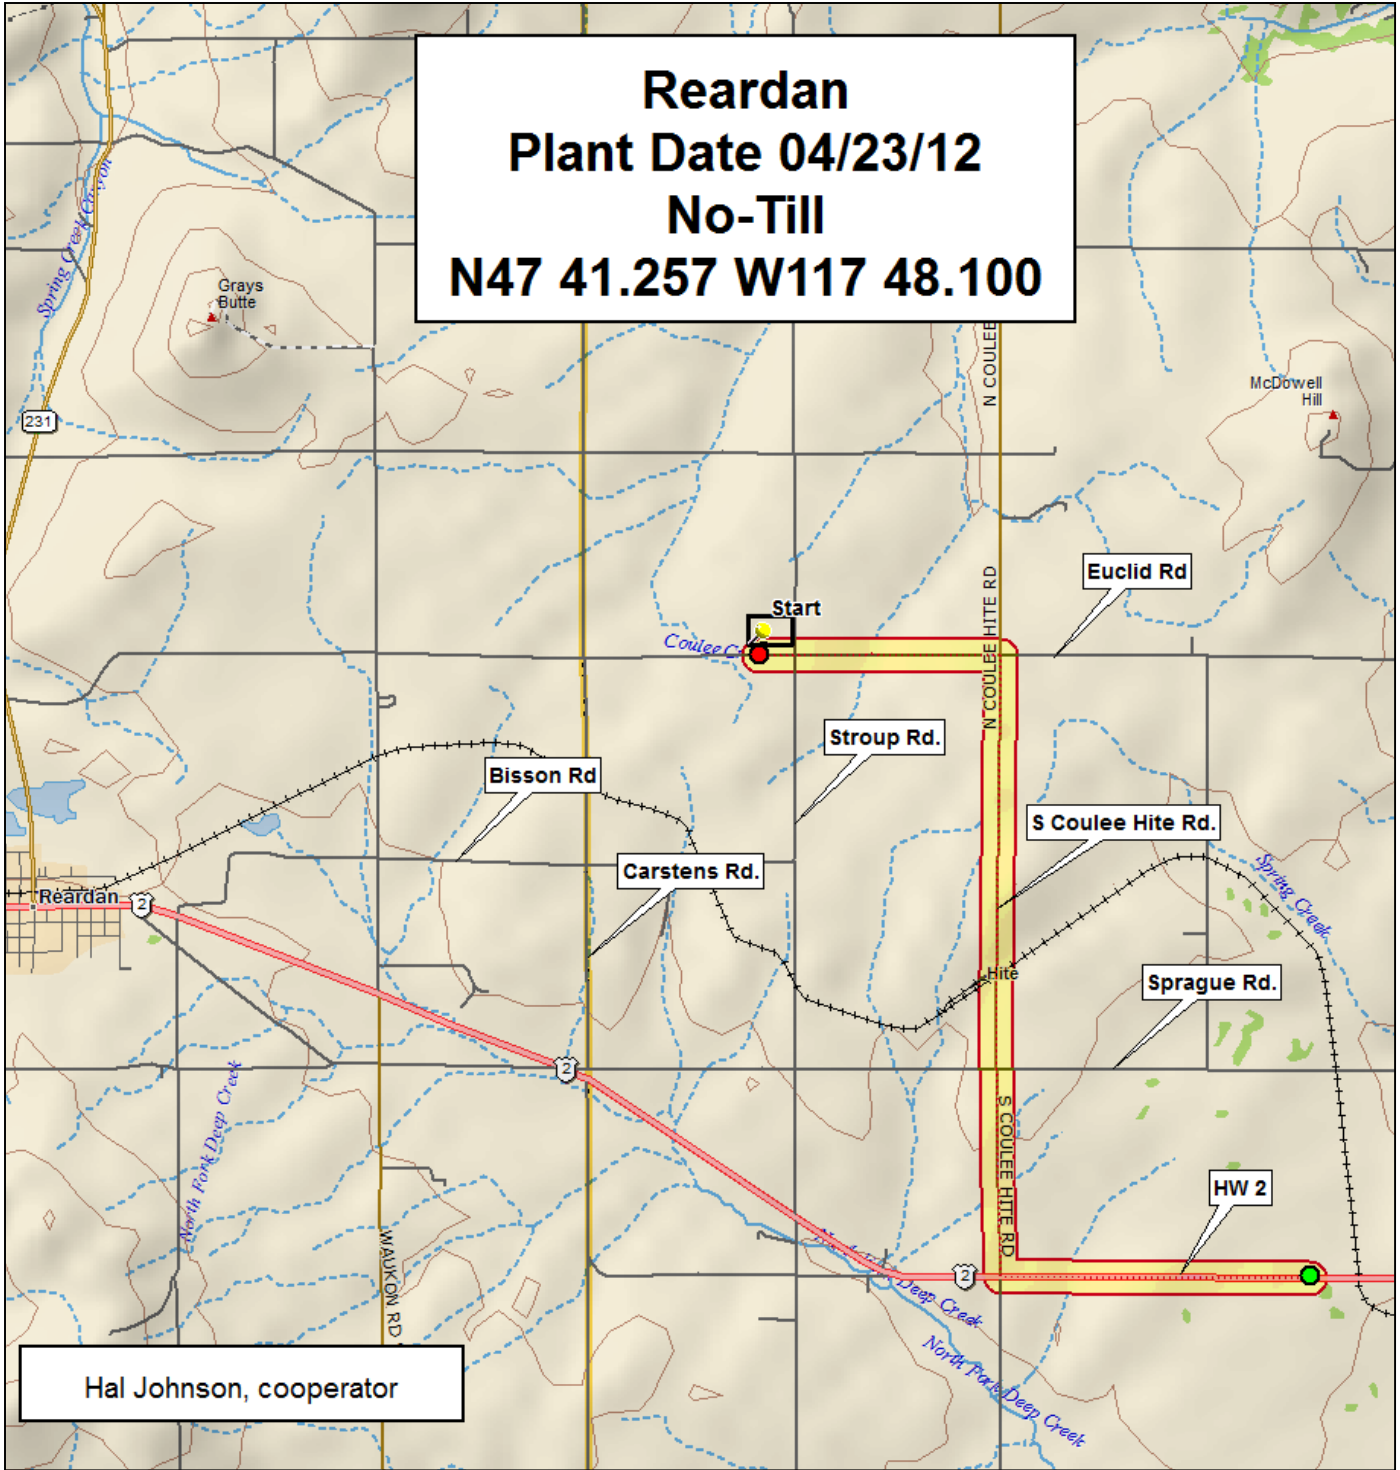 Reardan
Plant Date 04/23/12
No-Till
N47 41.257 W117 48.100
Spring Creek Canyon
Grays
Butte
231
N COULEE
McDowell
Hill
Euclid Rd
N COULEE HITE RD
Start
Coulee C
Stroup Rd.
Bisson Rd
S Coulee Hite Rd.
Carstens Rd.
Spring Creek
Reardan
2
Hite
Sprague Rd.
2
North Fork Deep Creek
S COULEE HITE RD
HW 2
WAUKON RD
2
Deep Creek
North Fork Deep Creek
Hal Johnson, cooperator